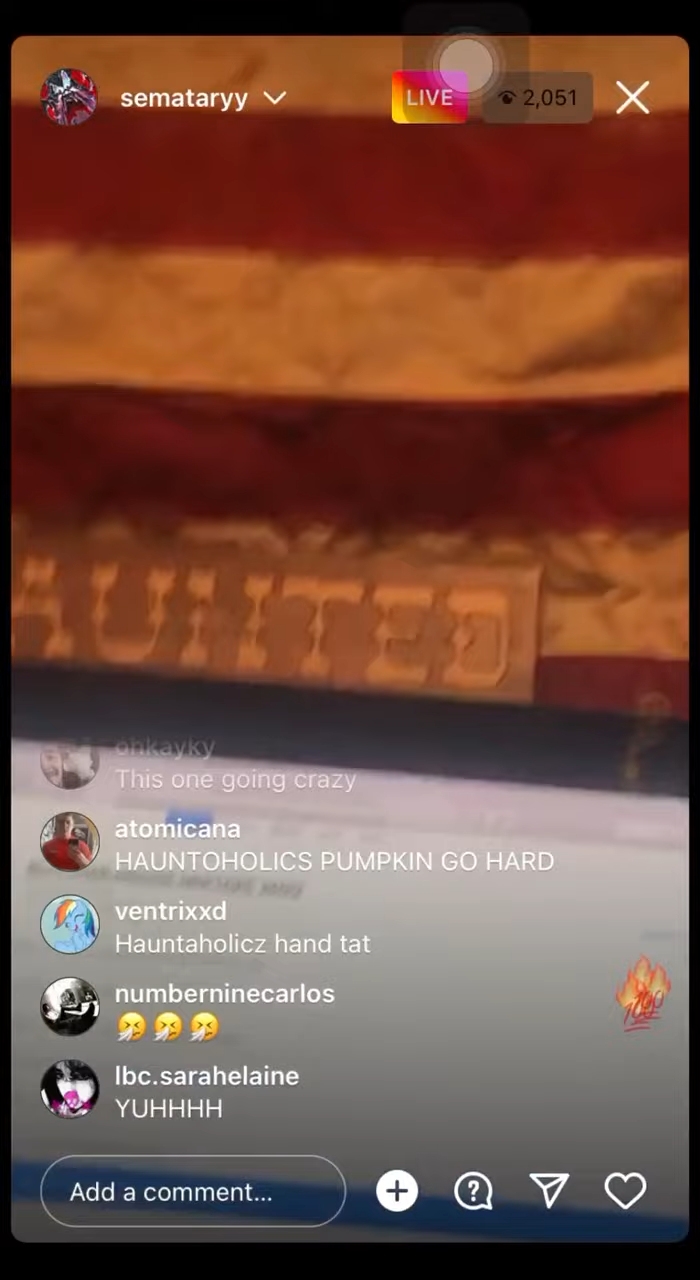 semataryy
LIVE
2,051
HAUNTED
ohkayky
This one going crazy
atomicana
HAUNTOHOLICS PUMPKIN GO HARD
ventrixxd
Hauntaholicz hand tat
numberninecarlos
🤧🤧🤧
lbc.sarahelaine
YUHHHH
💯
Add a comment...